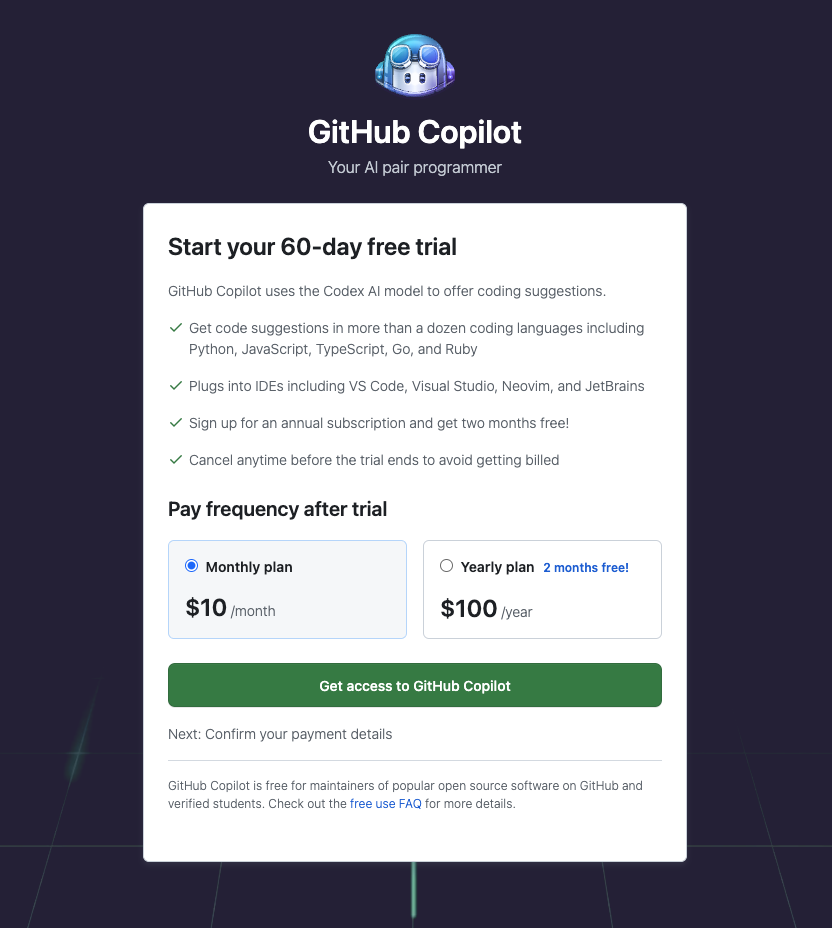 GitHub Copilot
Your AI pair programmer
Start your 60-day free trial
GitHub Copilot uses the Codex AI model to offer coding suggestions.
Get code suggestions in more than a dozen coding languages including
Python, JavaScript, TypeScript, Go, and Ruby
Plugs into IDEs including VS Code, Visual Studio, Neovim, and JetBrains
Sign up for an annual subscription and get two months free!
Cancel anytime before the trial ends to avoid getting billed
Pay frequency after trial
Monthly plan
$10 /month
Yearly plan 2 months free!
$100 /year
Get access to GitHub Copilot
Next: Confirm your payment details
GitHub Copilot is free for maintainers of popular open source software on GitHub and
verified students. Check out the free use FAQ for more details.